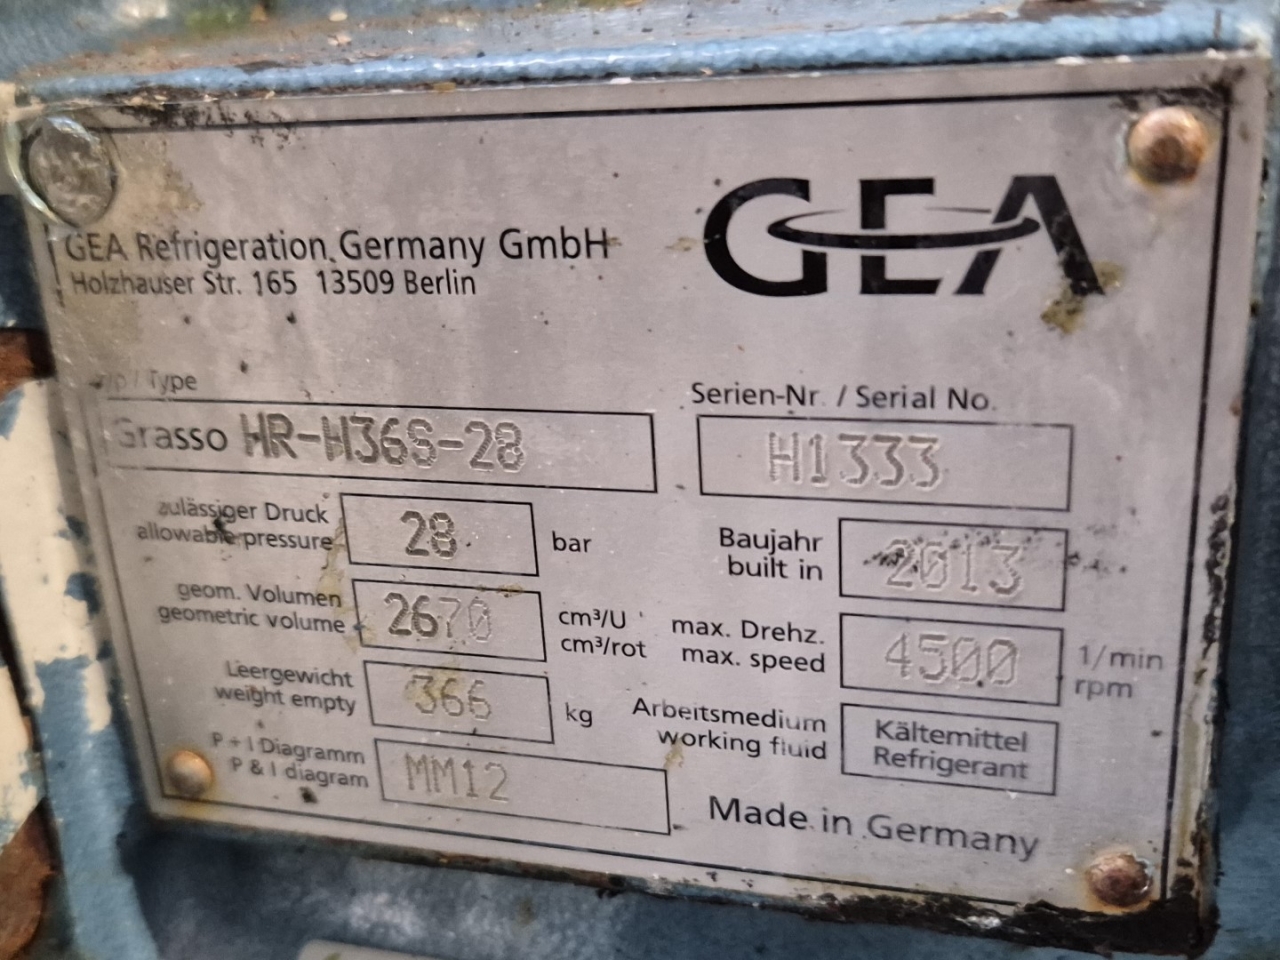 GEA Refrigeration Germany GmbH
Holzhauser Str. 165 13509 Berlin
GEA
Typ / Type
Grasso HR-H36S-28
Serien-Nr. / Serial No.
H1333
zulässiger Druck
allowable pressure
28
bar
Baujahr
built in
2013
geom. Volumen
geometric volume
2670
cm³/U
cm³/rot
max. Drehz.
max. speed
4500
1/min
rpm
Leergewicht
weight empty
366
kg
Arbeitsmedium
working fluid
Kältemittel
Refrigerant
P + I Diagramm
P & I diagram
MM12
Made in Germany